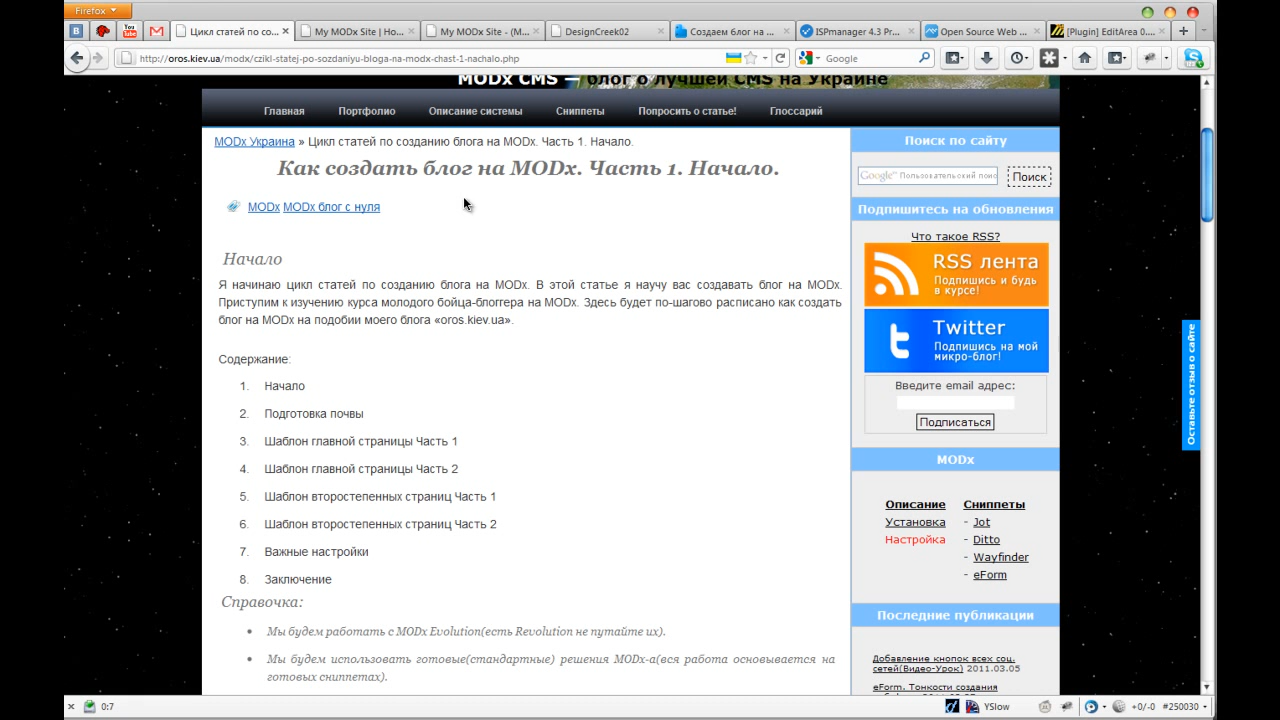 Firefox
Цикл статей по со...
My MODx Site | Ho...
My MODx Site - (M...
DesignCreek02
Создаем блог на ...
ISPmanager 4.3 Pr...
Open Source Web ...
[Plugin] EditArea 0....
http://oros.kiev.ua/modx/czikl-statej-po-sozdaniyu-bloga-na-modx-chast-1-nachalo.php
Google
MODx CMS — блог о лучшей CMS на Украине
Главная
Портфолио
Описание системы
Сниппеты
Попросить о статье!
Глоссарий
MODx Украина » Цикл статей по созданию блога на MODx. Часть 1. Начало.
Как создать блог на MODx. Часть 1. Начало.
MODx MODx блог с нуля
Начало
Я начинаю цикл статей по созданию блога на MODx. В этой статье я научу вас создавать блог на MODx.
Приступим к изучению курса молодого бойца-блоггера на MODx. Здесь будет по-шагово расписано как создать
блог на MODx на подобии моего блога «oros.kiev.ua».
Содержание:
1. Начало
2. Подготовка почвы
3. Шаблон главной страницы Часть 1
4. Шаблон главной страницы Часть 2
5. Шаблон второстепенных страниц Часть 1
6. Шаблон второстепенных страниц Часть 2
7. Важные настройки
8. Заключение
Справочка:
• Мы будем работать с MODx Evolution(есть Revolution не путайте их).
• Мы будем использовать готовые(стандартные) решения MODx-а(вся работа основывается на
готовых сниппетах).
Поиск по сайту
Google Пользовательский поис
Поиск
Подпишитесь на обновления
Что такое RSS?
RSS лента
Подпишись и будь
в курсе!
Twitter
Подпишись на мой
микро-блог!
Введите email адрес:
Подписаться
MODx
Описание
Установка
Настройка
Сниппеты
- Jot
- Ditto
- Wayfinder
- eForm
Последние публикации
Добавление кнопок всех соц.
сетей(Видео-Урок) 2011.03.05
eForm. Тонкости создания
Оставьте отзыв о сайте
0:7
YSlow
+0/-0
#250030